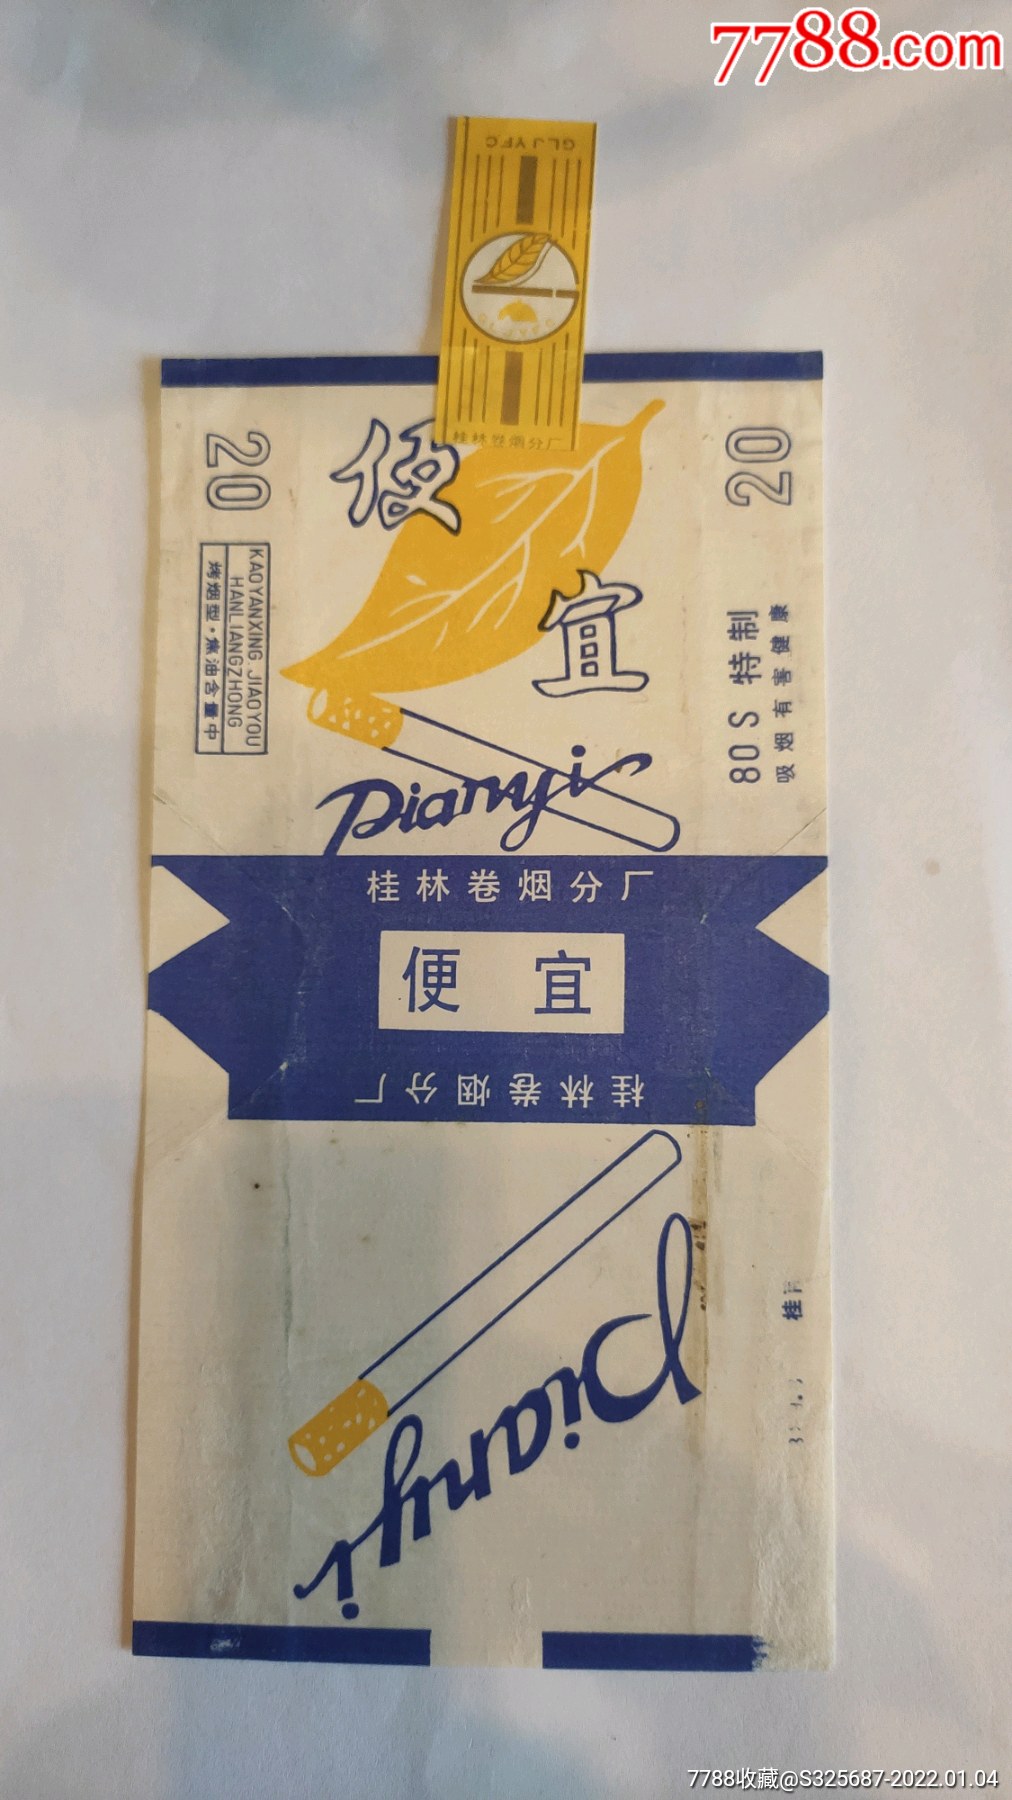 7788.com
GLJYFC
GLJYFC
桂林卷烟分厂
20
便
宜
20
KAOYANXING JIAOYOU
HANLIANGZHONG
烤烟型·焦油含量中
80 S 特制
吸烟有害健康
Pianyi
桂林卷烟分厂
便宜
桂林卷烟分厂
Pianyi
桂
7788收藏@S325687-2022.01.04